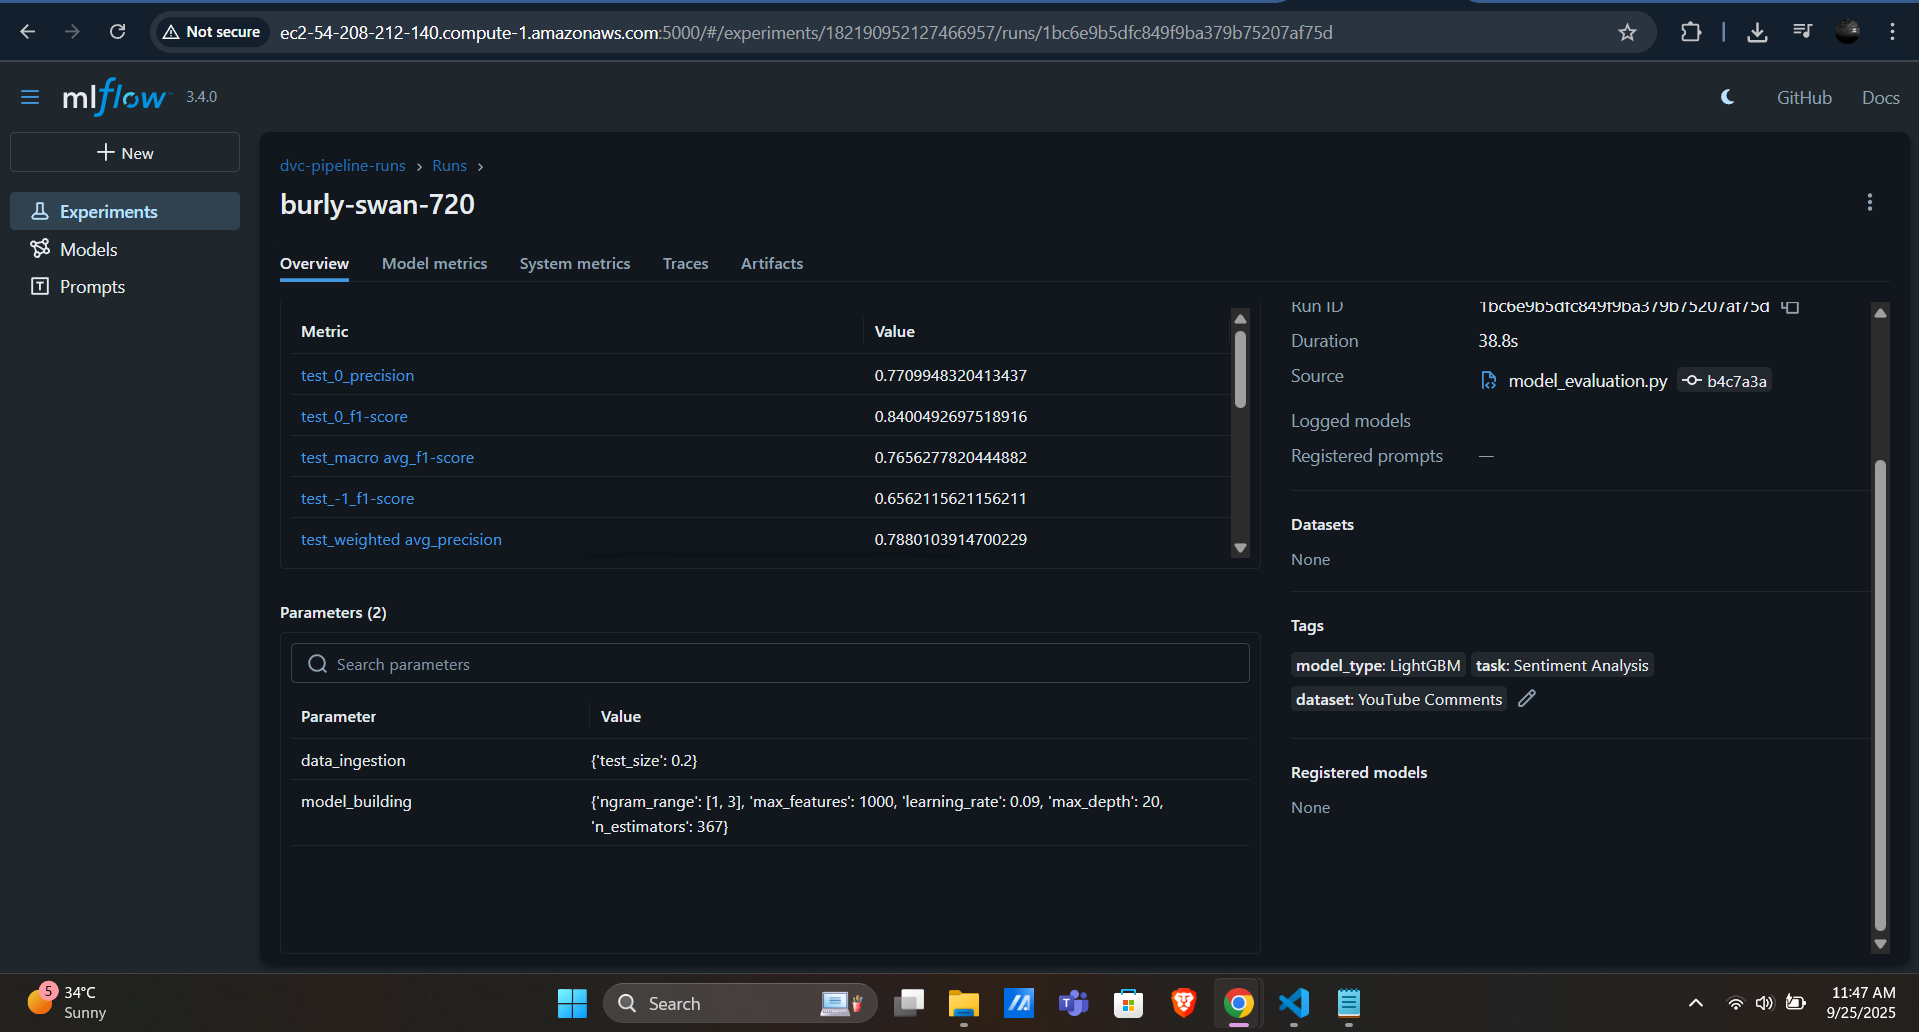 Not secure
ec2-54-208-212-140.compute-1.amazonaws.com:5000/#/experiments/182190952127466957/runs/1bc6e9b5dfc849f9ba379b75207af75d
mlflow 3.4.0
GitHub
Docs
New
Experiments
Models
Prompts
dvc-pipeline-runs › Runs ›
burly-swan-720
Overview Model metrics System metrics Traces Artifacts
Metric Value
test_0_precision 0.7709948320413437
test_0_f1-score 0.8400492697518916
test_macro avg_f1-score 0.7656277820444882
test_-1_f1-score 0.6562115621156211
test_weighted avg_precision 0.7880103914700229
Parameters (2)
Search parameters
Parameter Value
data_ingestion {'test_size': 0.2}
model_building {'ngram_range': [1, 3], 'max_features': 1000, 'learning_rate': 0.09, 'max_depth': 20,
'n_estimators': 367}
Run ID 1bc6e9b5dfc849f9ba379b75207af75d
Duration 38.8s
Source model_evaluation.py b4c7a3a
Logged models
Registered prompts —
Datasets
None
Tags
model_type: LightGBM task: Sentiment Analysis
dataset: YouTube Comments
Registered models
None
5
34°C
Sunny
Search
11:47 AM
9/25/2025